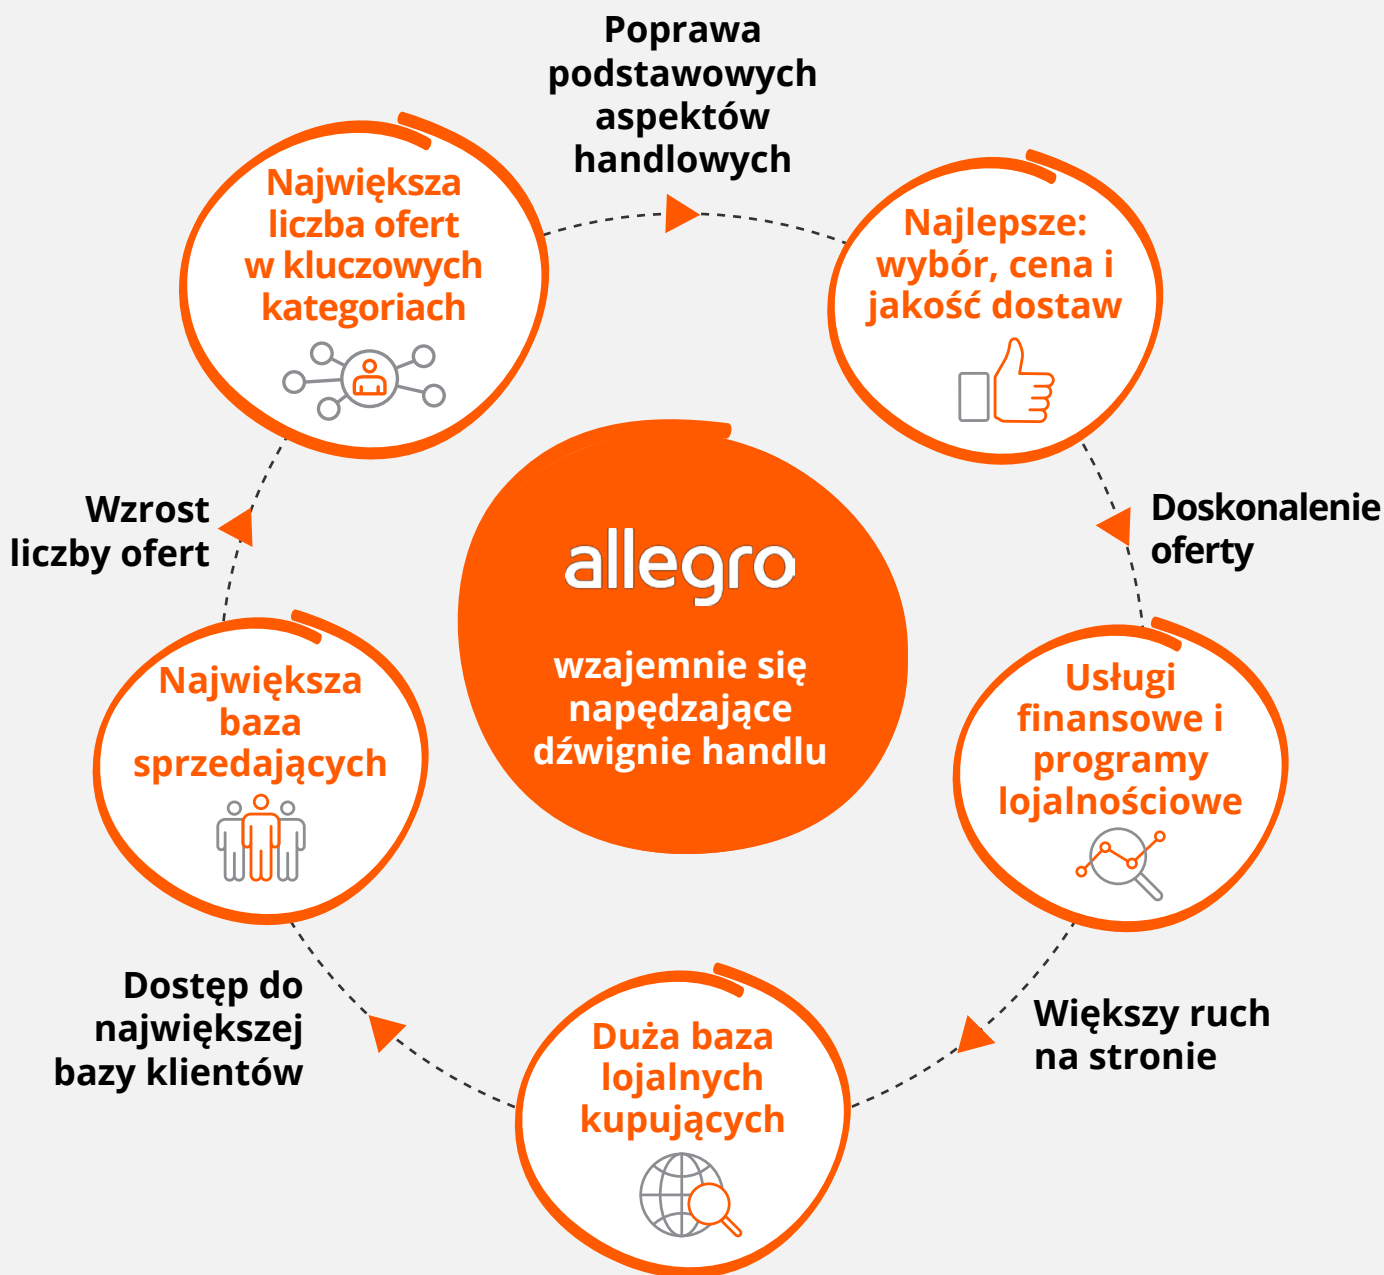 Poprawa
podstawowych
aspektów
handlowych
Największa
liczba ofert
w kluczowych
kategoriach
Najlepsze:
wybór, cena i
jakość dostaw
Wzrost
liczby ofert
Doskonalenie
oferty
allegro
wzajemnie się
napędzające
dźwignie handlu
Największa
baza
sprzedających
Usługi
finansowe i
programy
lojalnościowe
Dostęp do
największej
bazy klientów
Większy ruch
na stronie
Duża baza
lojalnych
kupujących